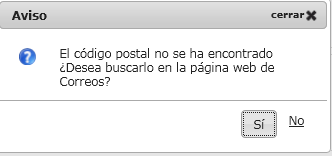 Aviso cerrar
El código postal no se ha encontrado
¿Desea buscarlo en la página web de
Correos?
Sí No